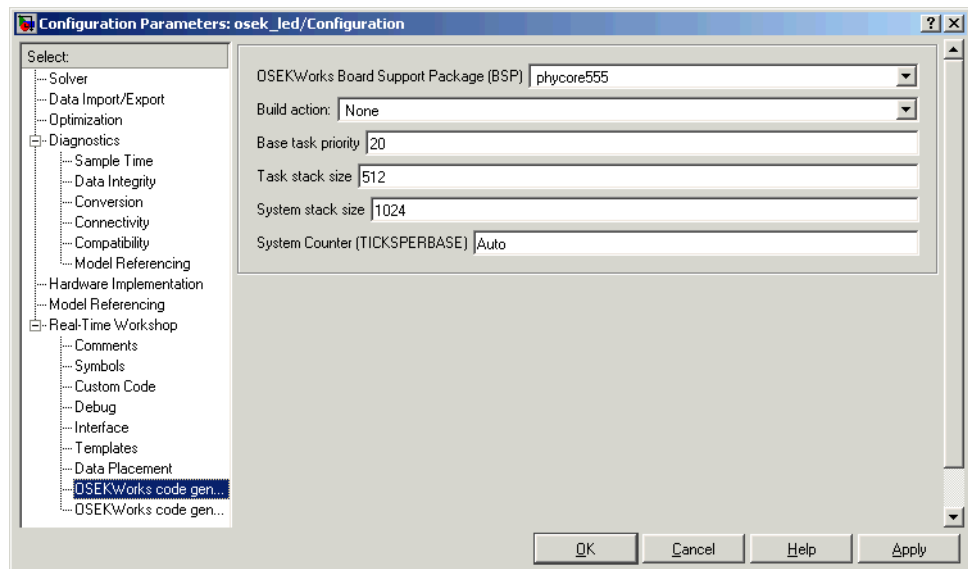 Configuration Parameters: osek_led/Configuration
Select:
Solver
Data Import/Export
Optimization
Diagnostics
Sample Time
Data Integrity
Conversion
Connectivity
Compatibility
Model Referencing
Hardware Implementation
Model Referencing
Real-Time Workshop
Comments
Symbols
Custom Code
Debug
Interface
Templates
Data Placement
OSEKWorks code gen...
OSEKWorks code gen...
OSEKWorks Board Support Package (BSP) phycore555
Build action: None
Base task priority 20
Task stack size 512
System stack size 1024
System Counter (TICKSPERBASE) Auto
OK Cancel Help Apply